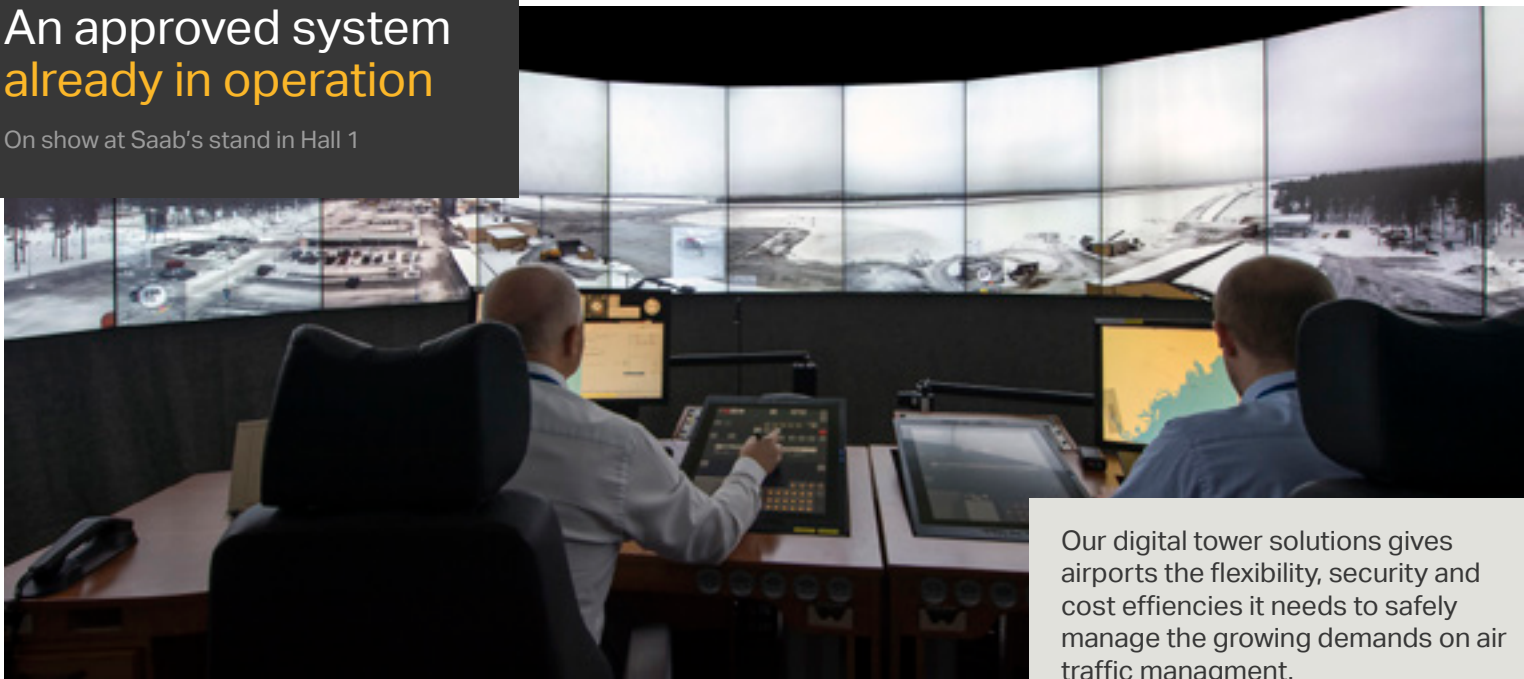 An approved system
already in operation
On show at Saab's stand in Hall 1
Our digital tower solutions gives
airports the flexibility, security and
cost effiencies it needs to safely
manage the growing demands on air
traffic managment.